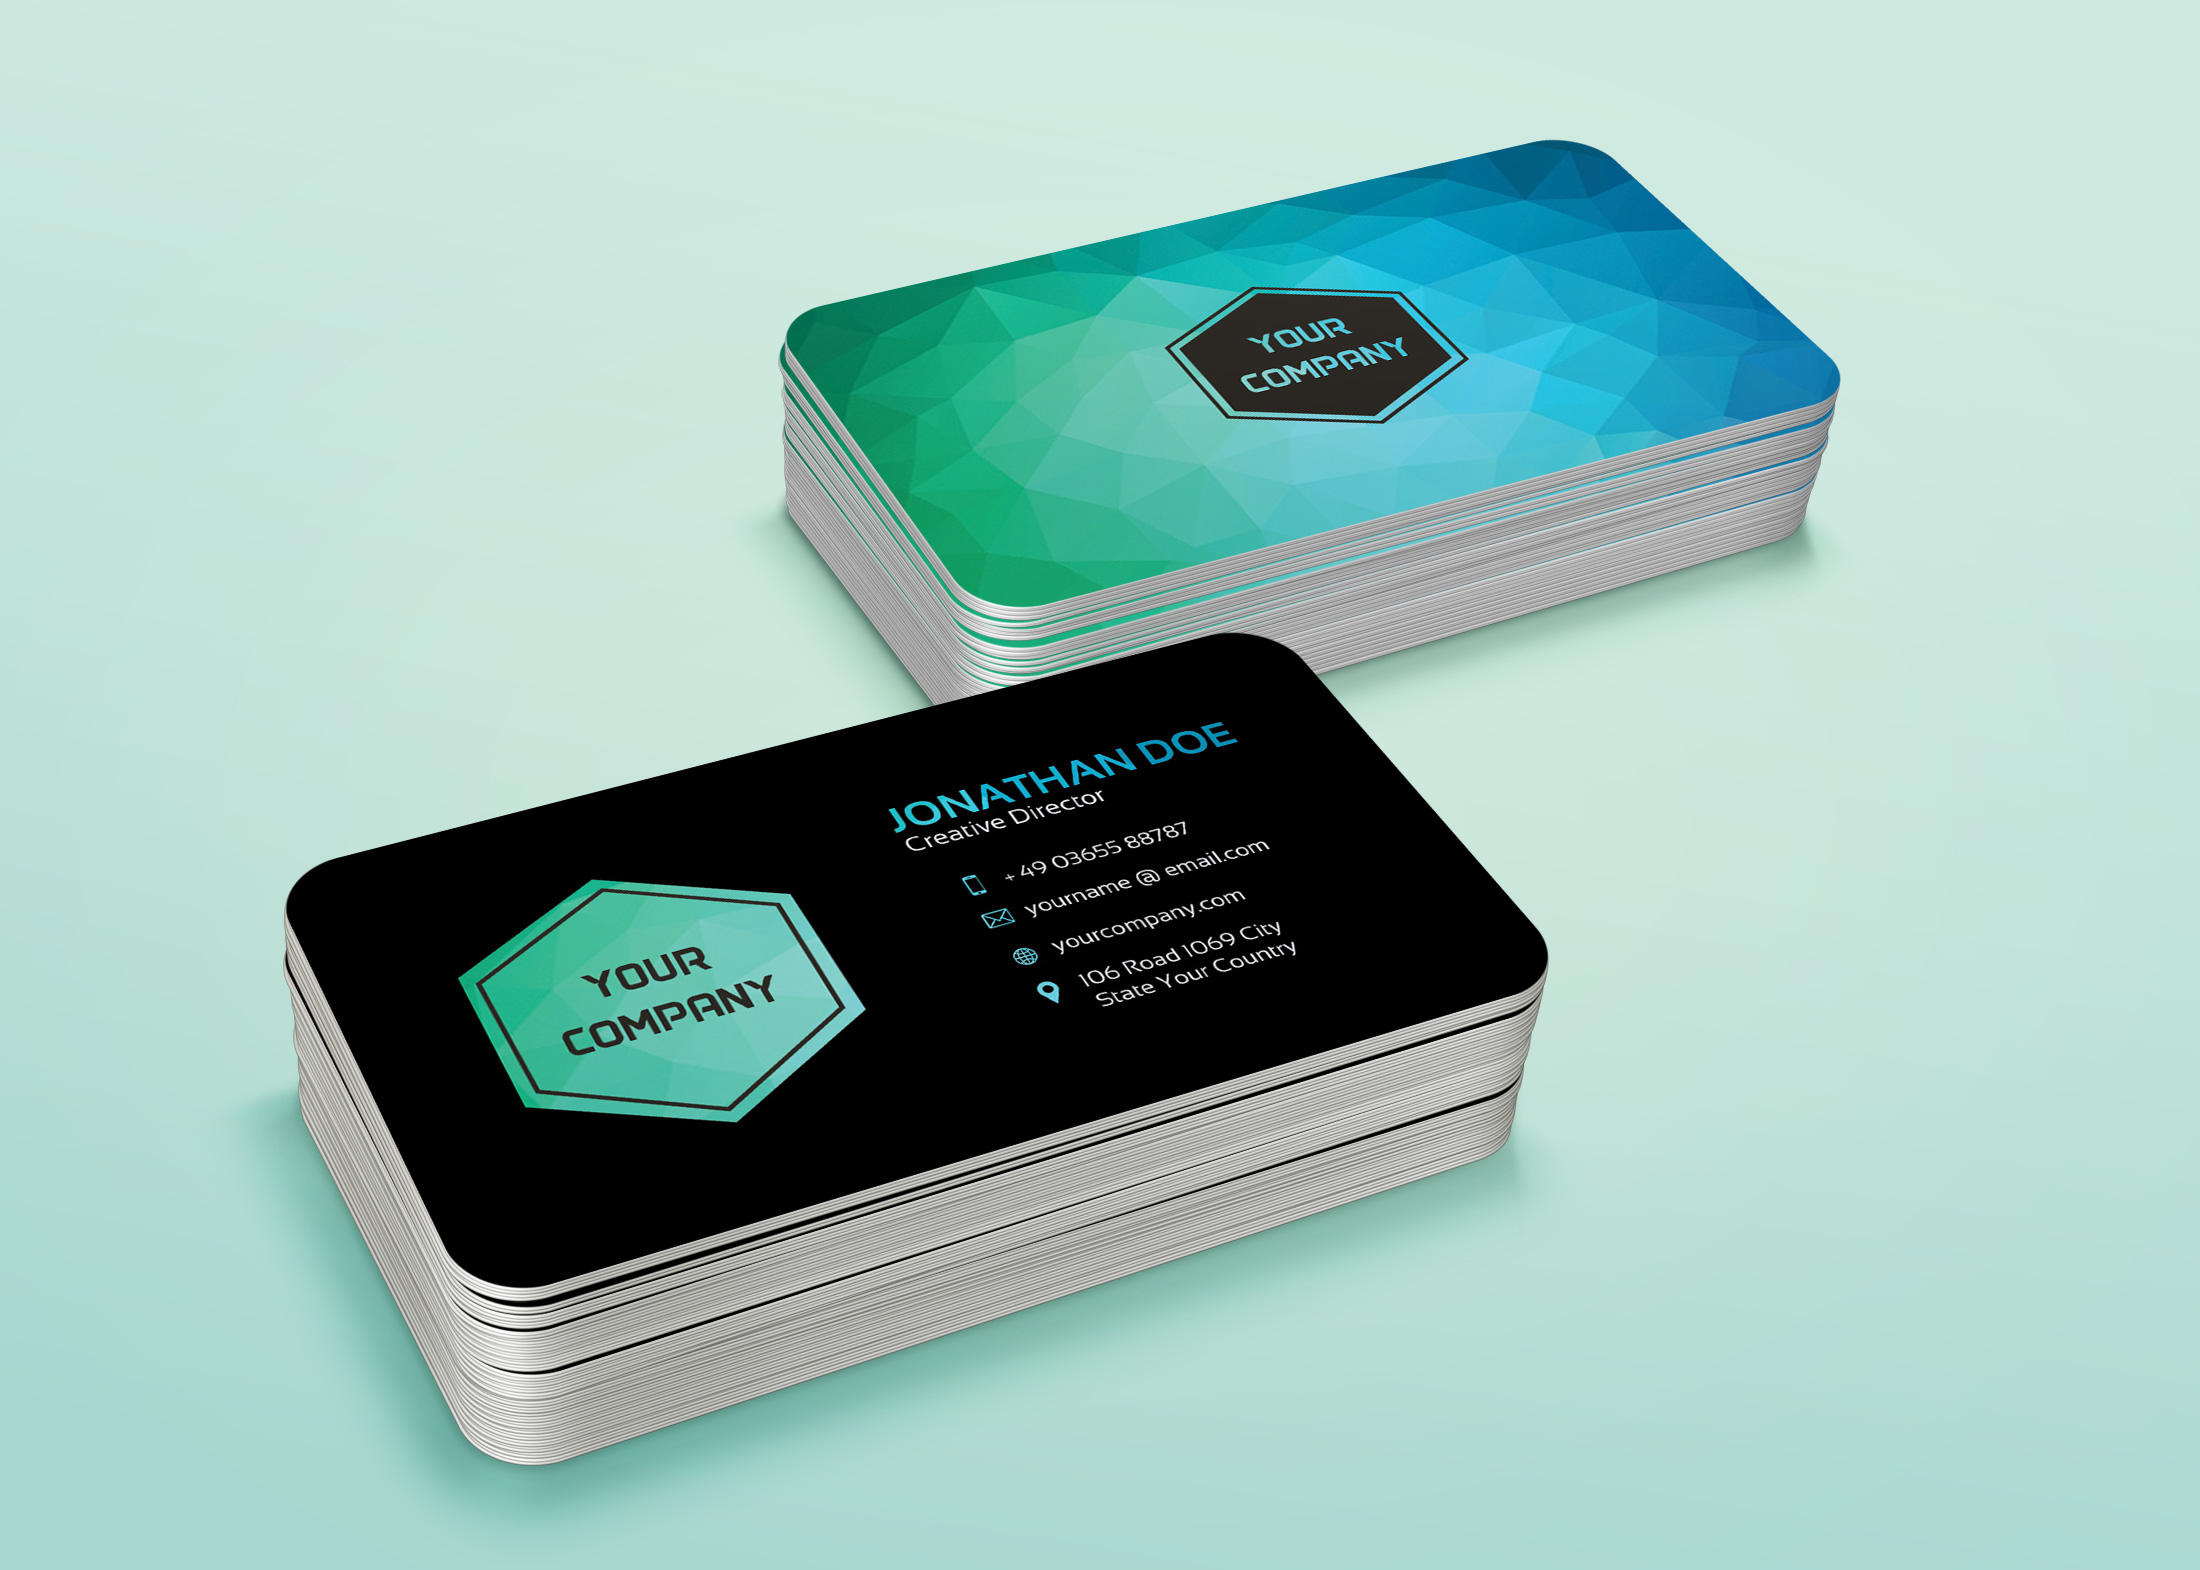 YOUR
COMPANY
YOUR
COMPANY
JONATHAN DOE
Creative Director
+ 49 03655 88787
yourname @ email.com
yourcompany.com
106 Road 1069 City
State Your Country